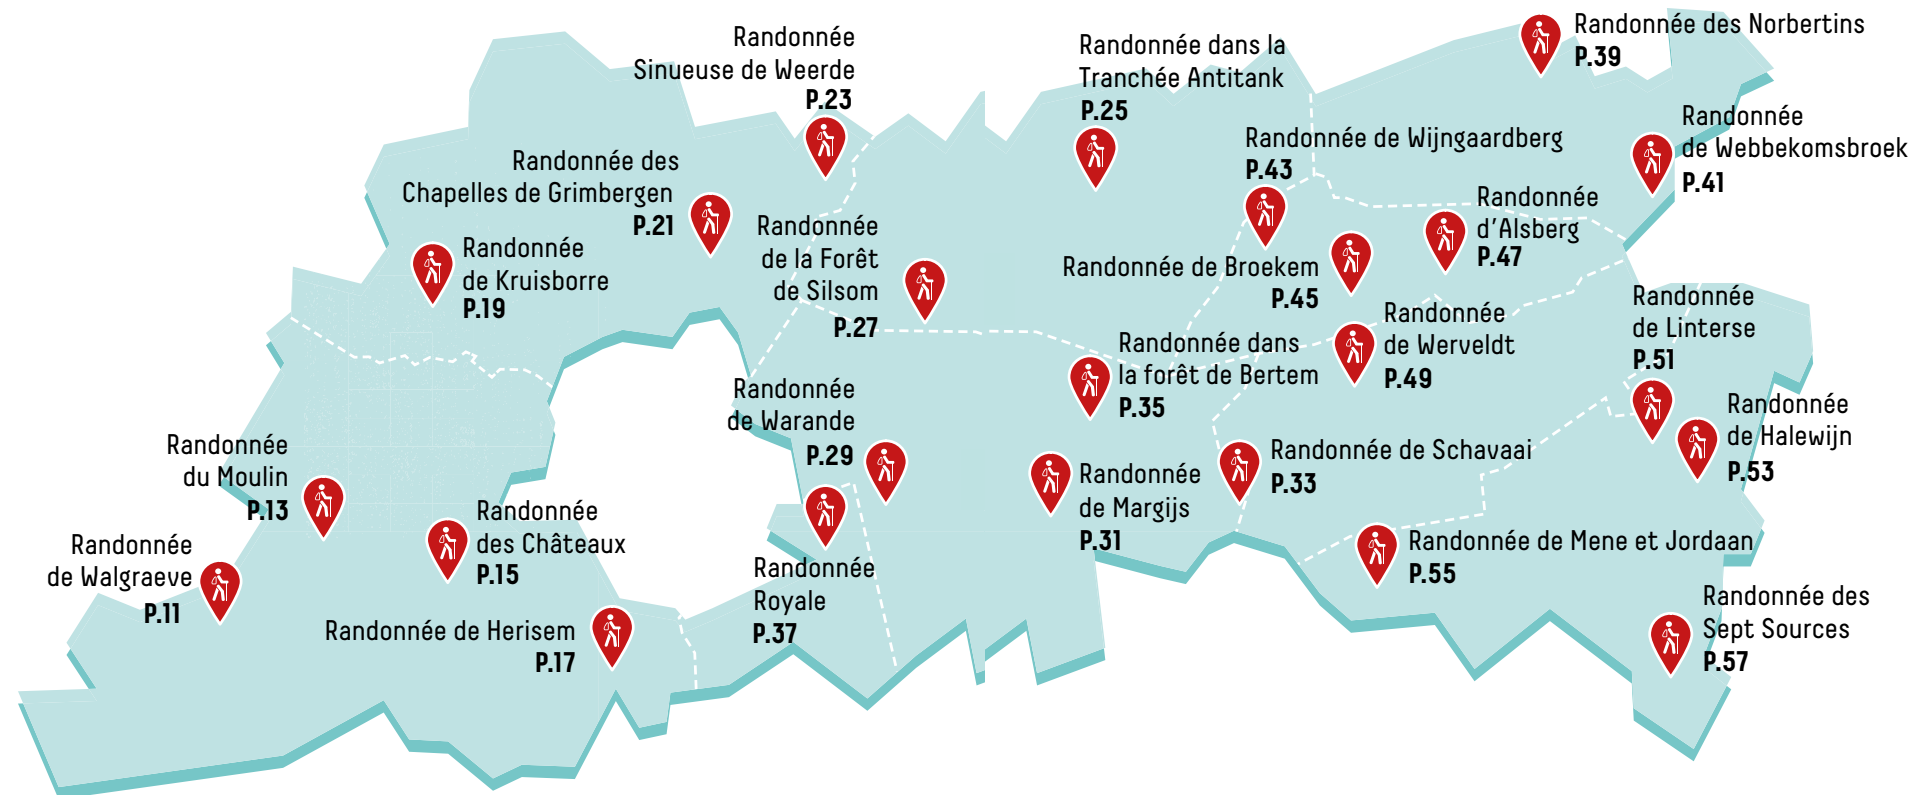 Randonnée
Sinueuse de Weerde
P.23
Randonnée dans la
Tranchée Antitank
P.25
Randonnée des Norbertins
P.39
Randonnée
de Webbekomsbroek
P.41
Randonnée de Wijngaardberg
P.43
Randonnée des
Chapelles de Grimbergen
P.21
Randonnée
d'Alsberg
P.47
Randonnée
de la Forêt
de Silsom
P.27
Randonnée
de Kruisborre
P.19
Randonnée de Broekem
P.45
Randonnée
de Linterse
P.51
Randonnée
de Werveldt
P.49
Randonnée dans
la forêt de Bertem
P.35
Randonnée
de Warande
P.29
Randonnée
de Halewijn
P.53
Randonnée
du Moulin
P.13
Randonnée de Schavaai
P.33
Randonnée
de Margijs
P.31
Randonnée
des Châteaux
P.15
Randonnée
de Walgraeve
P.11
Randonnée de Mene et Jordaan
P.55
Randonnée
Royale
P.37
Randonnée de Herisem
P.17
Randonnée des
Sept Sources
P.57